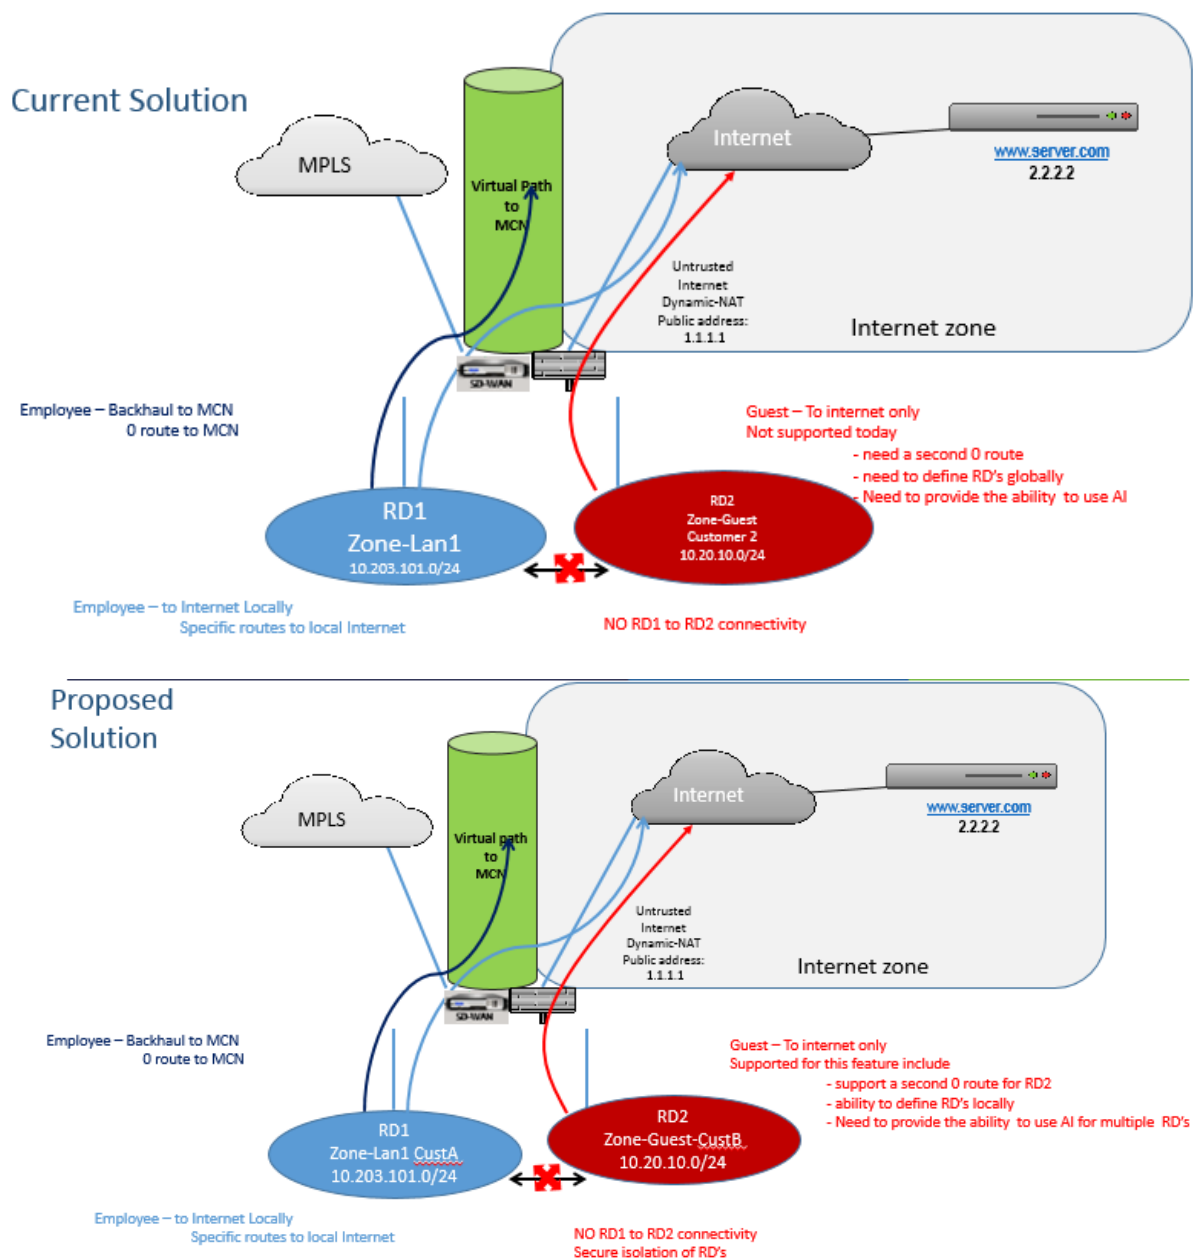 Current Solution
MPLS
Virtual Path
to
MCN
Internet
www.server.com
2.2.2.2
Untrusted
Internet
Dynamic-NAT
Public address:
1.1.1.1
Internet zone
SD-WAN
Employee – Backhaul to MCN
0 route to MCN
Guest – To internet only
Not supported today
- need a second 0 route
- need to define RD's globally
- Need to provide the ability to use AI
RD1
Zone-Lan1
10.203.101.0/24
RD2
Zone-Guest
Customer 2
10.20.10.0/24
Employee – to Internet Locally
Specific routes to local Internet
NO RD1 to RD2 connectivity
Proposed
Solution
MPLS
Virtual path
to
MCN
Internet
www.server.com
2.2.2.2
Untrusted
Internet
Dynamic-NAT
Public address:
1.1.1.1
Internet zone
SD-WAN
Employee – Backhaul to MCN
0 route to MCN
Guest – To internet only
Supported for this feature include
- support a second 0 route for RD2
- ability to define RD's locally
- Need to provide the ability to use AI for multiple RD's
RD1
Zone-Lan1 CustA
10.203.101.0/24
RD2
Zone-Guest-CustB
10.20.10.0/24
Employee – to Internet Locally
Specific routes to local Internet
NO RD1 to RD2 connectivity
Secure isolation of RD's